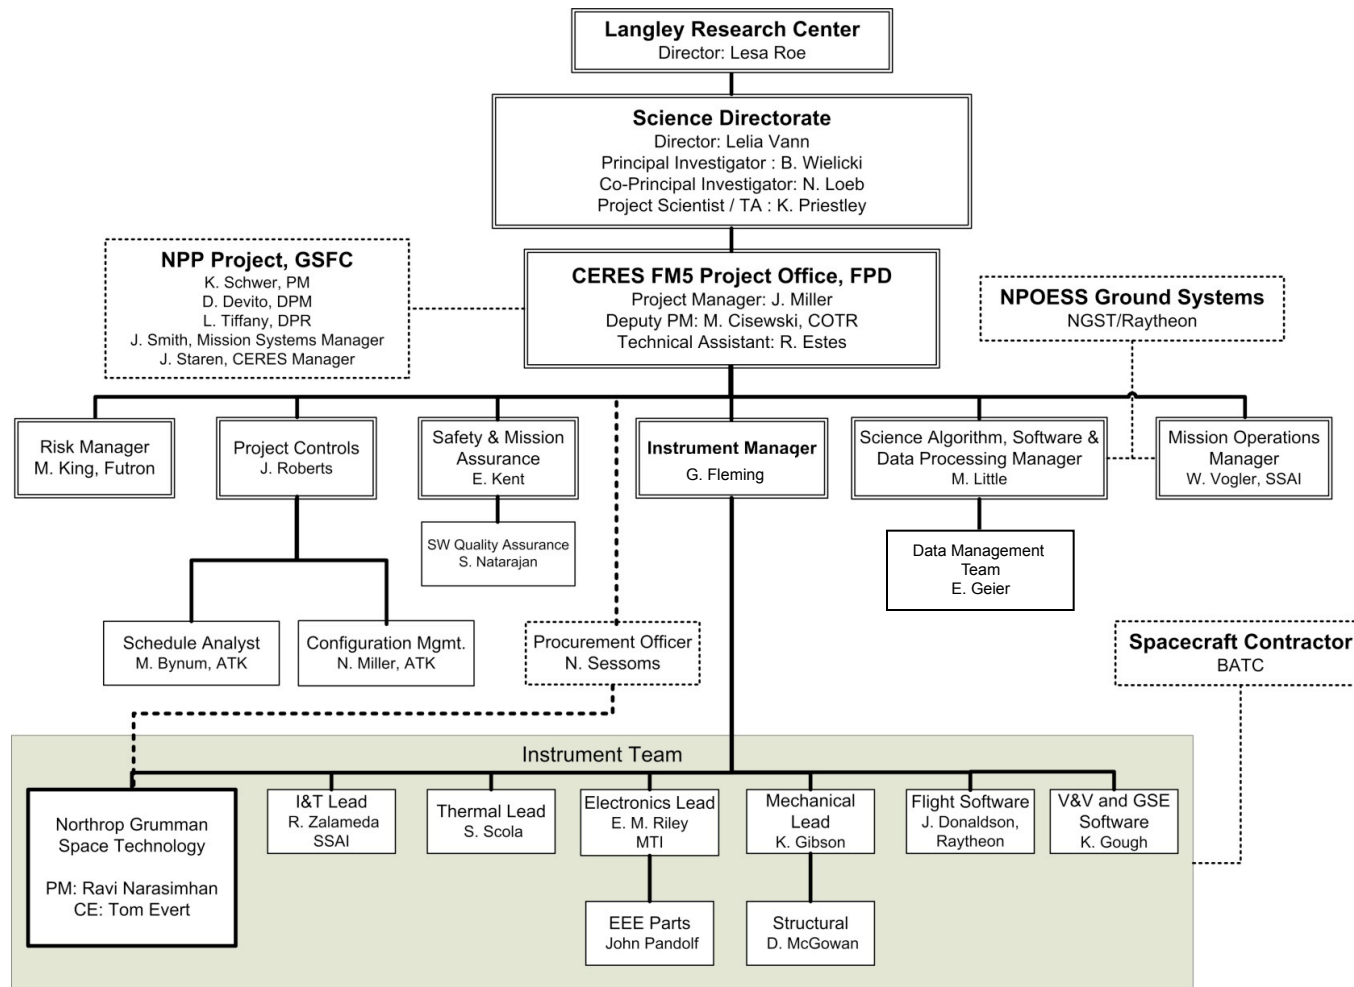 Langley Research Center
Director: Lesa Roe
Science Directorate
Director: Lelia Vann
Principal Investigator : B. Wielicki
Co-Principal Investigator: N. Loeb
Project Scientist / TA : K. Priestley
NPP Project, GSFC
K. Schwer, PM
D. Devito, DPM
L. Tiffany, DPR
J. Smith, Mission Systems Manager
J. Staren, CERES Manager
CERES FM5 Project Office, FPD
Project Manager: J. Miller
Deputy PM: M. Cisewski, COTR
Technical Assistant: R. Estes
NPOESS Ground Systems
NGST/Raytheon
Risk Manager
M. King, Futron
Project Controls
J. Roberts
Safety & Mission
Assurance
E. Kent
Instrument Manager
G. Fleming
Science Algorithm, Software &
Data Processing Manager
M. Little
Mission Operations
Manager
W. Vogler, SSAI
SW Quality Assurance
S. Natarajan
Data Management
Team
E. Geier
Schedule Analyst
M. Bynum, ATK
Configuration Mgmt.
N. Miller, ATK
Procurement Officer
N. Sessoms
Spacecraft Contractor
BATC
Instrument Team
Northrop Grumman
Space Technology
PM: Ravi Narasimhan
CE: Tom Evert
I&T Lead
R. Zalameda
SSAI
Thermal Lead
S. Scola
Electronics Lead
E. M. Riley
MTI
Mechanical
Lead
K. Gibson
Flight Software
J. Donaldson,
Raytheon
V&V and GSE
Software
K. Gough
EEE Parts
John Pandolf
Structural
D. McGowan